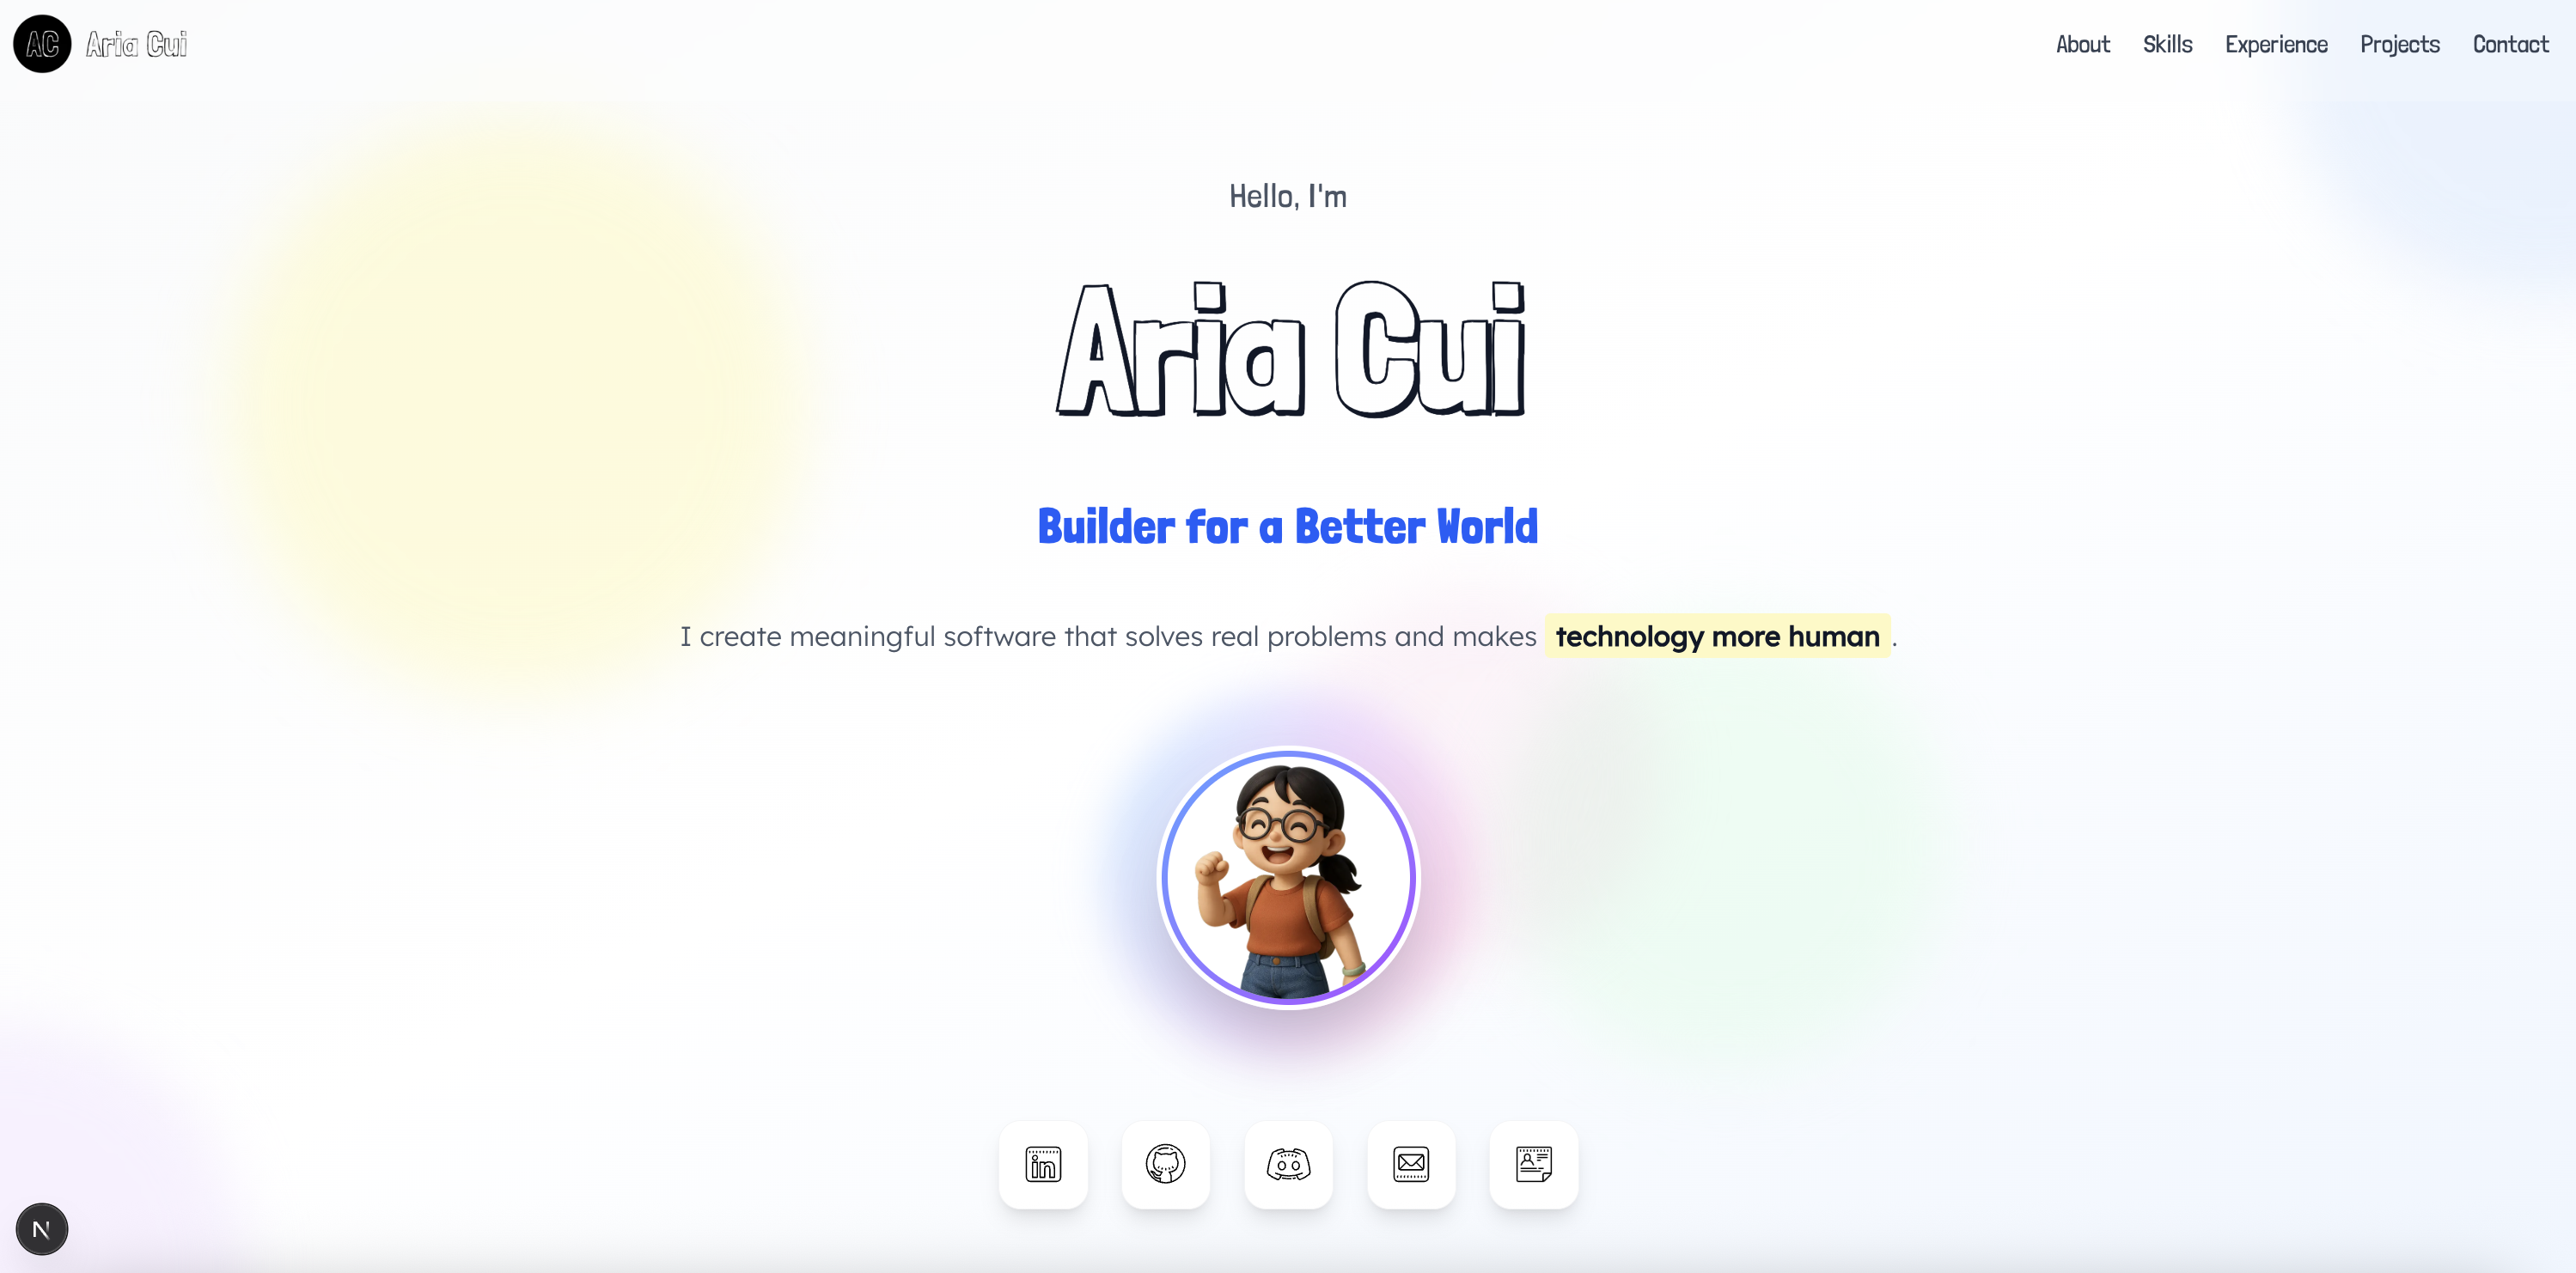 AC Aria Cui
About Skills Experience Projects Contact
Hello, I'm
Aria Cui
Builder for a Better World
I create meaningful software that solves real problems and makes technology more human.
in
N